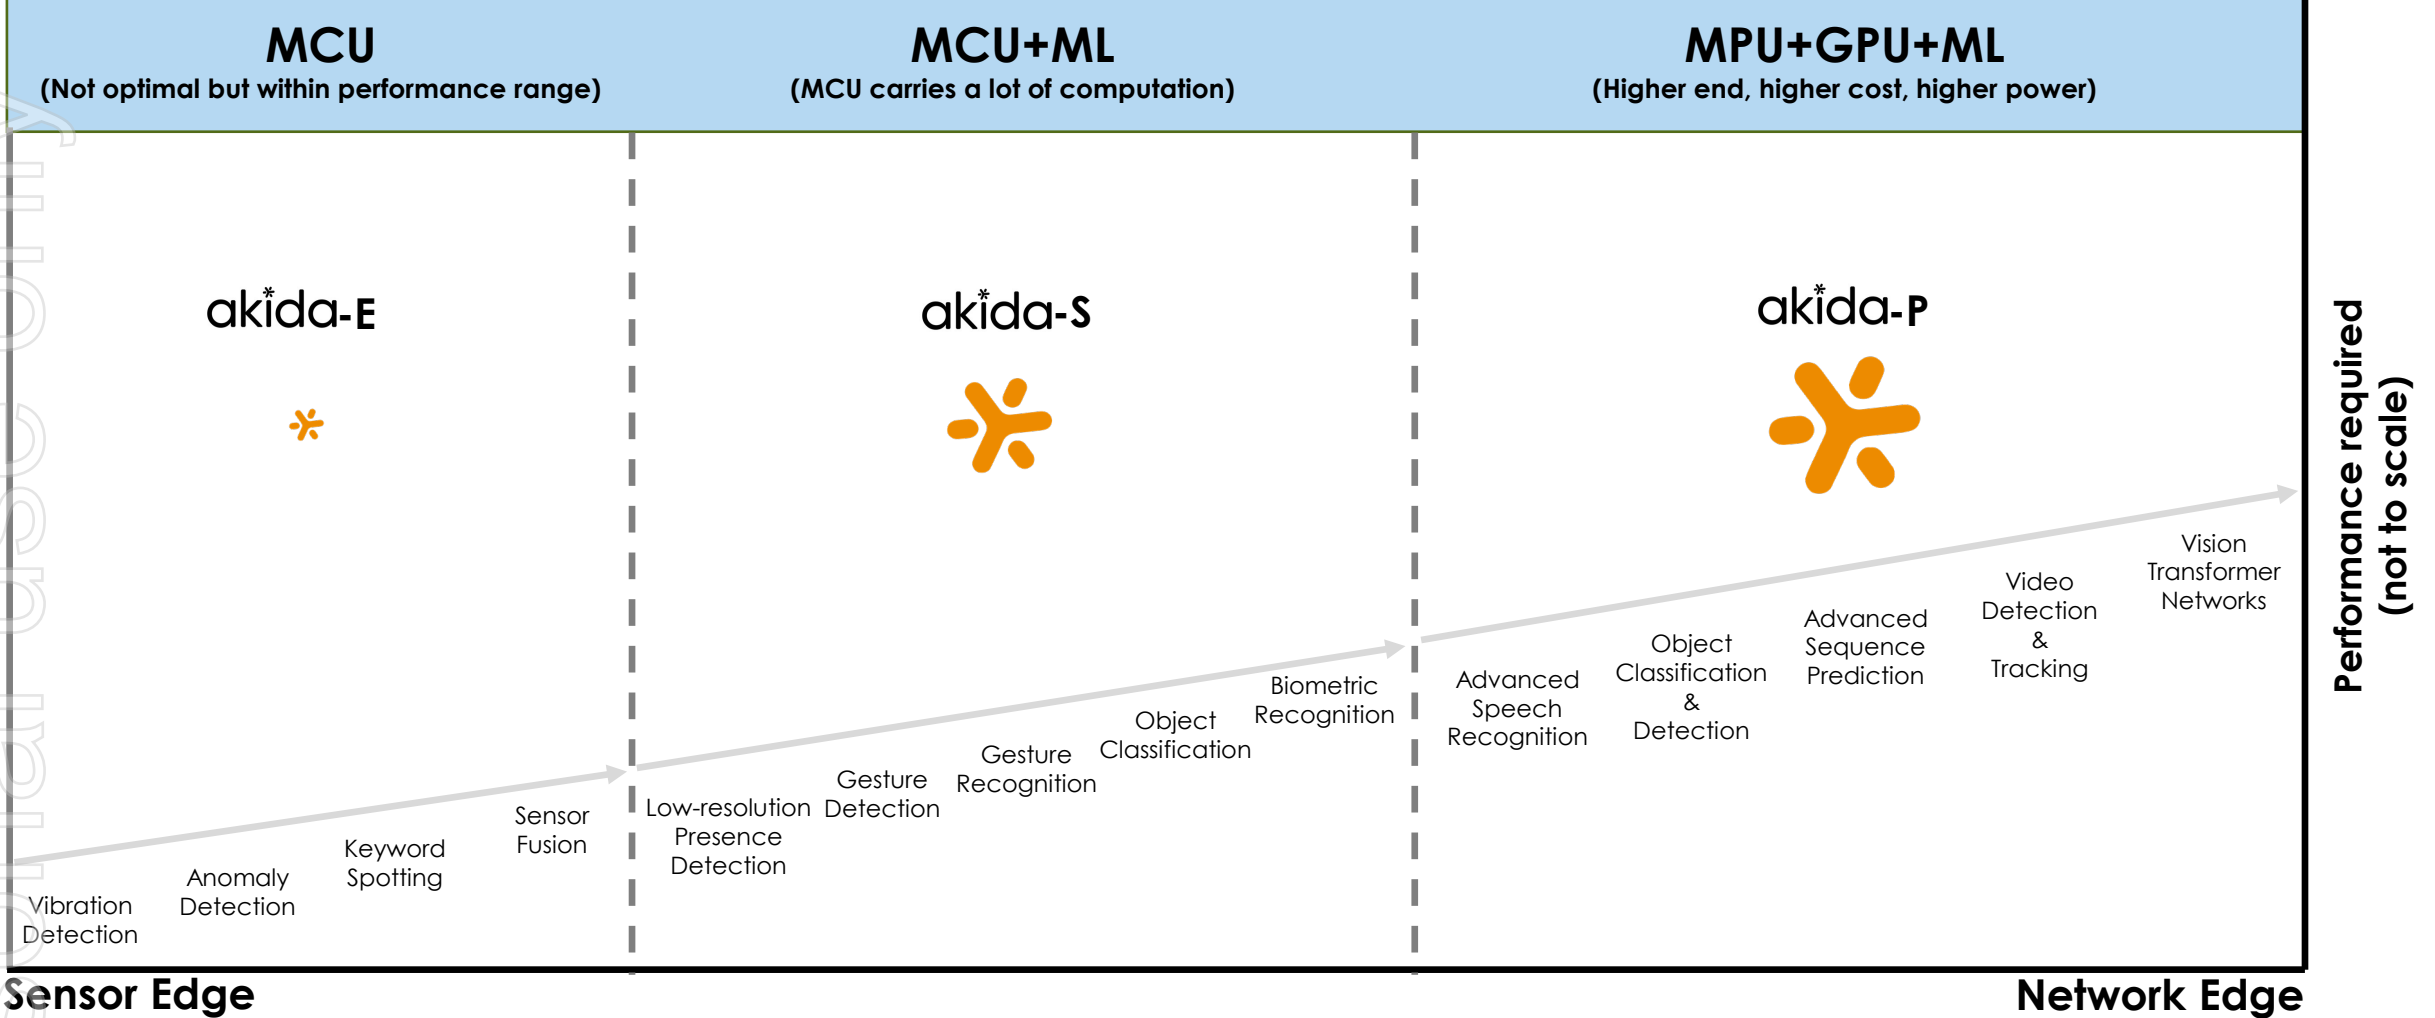 MCU
(Not optimal but within performance range)
MCU+ML
(MCU carries a lot of computation)
MPU+GPU+ML
(Higher end, higher cost, higher power)
akida-E
akida-S
akida-P
Vibration
Detection
Anomaly
Detection
Keyword
Spotting
Sensor
Fusion
Low-resolution
Presence
Detection
Gesture
Detection
Gesture
Recognition
Object
Classification
Biometric
Recognition
Advanced
Speech
Recognition
Object
Classification
&
Detection
Advanced
Sequence
Prediction
Video
Detection
&
Tracking
Vision
Transformer
Networks
Performance required
(not to scale)
Sensor Edge
Network Edge
use only